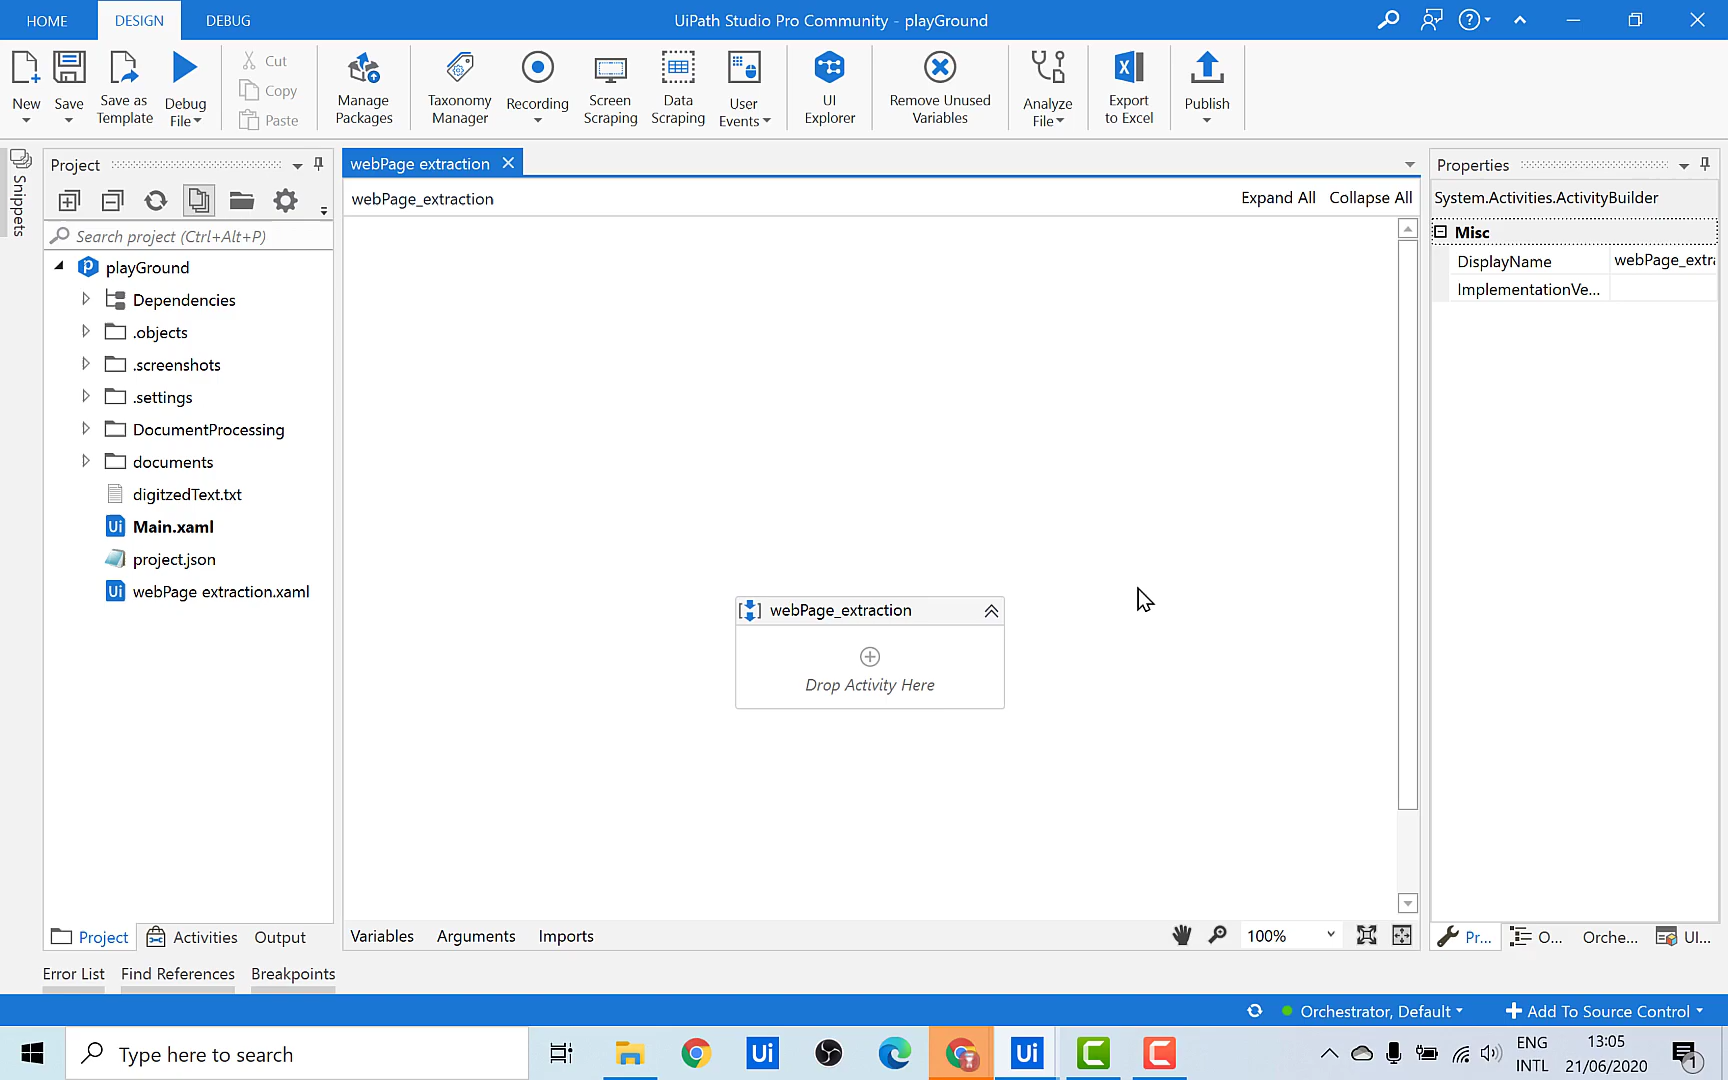 HOME
DESIGN
DEBUG
UiPath Studio Pro Community - playGround
New
Save
Save as
Template
Debug
File
Cut
Copy
Paste
Manage
Packages
Taxonomy
Manager
Recording
Screen
Scraping
Data
Scraping
User
Events
UI
Explorer
Remove Unused
Variables
Analyze
File
Export
to Excel
Publish
Snippets
Project
Search project (Ctrl+Alt+P)
playGround
Dependencies
.objects
.screenshots
.settings
DocumentProcessing
documents
digitzedText.txt
Main.xaml
project.json
webPage extraction.xaml
Project
Activities
Output
webPage extraction
webPage_extraction
Expand All
Collapse All
webPage_extraction
Drop Activity Here
Variables
Arguments
Imports
100%
Properties
System.Activities.ActivityBuilder
Misc
DisplayName
webPage_extra
ImplementationVe...
Pr...
O...
Orche...
UI...
Error List
Find References
Breakpoints
Orchestrator, Default
Add To Source Control
Type here to search
ENG
INTL
13:05
21/06/2020
1